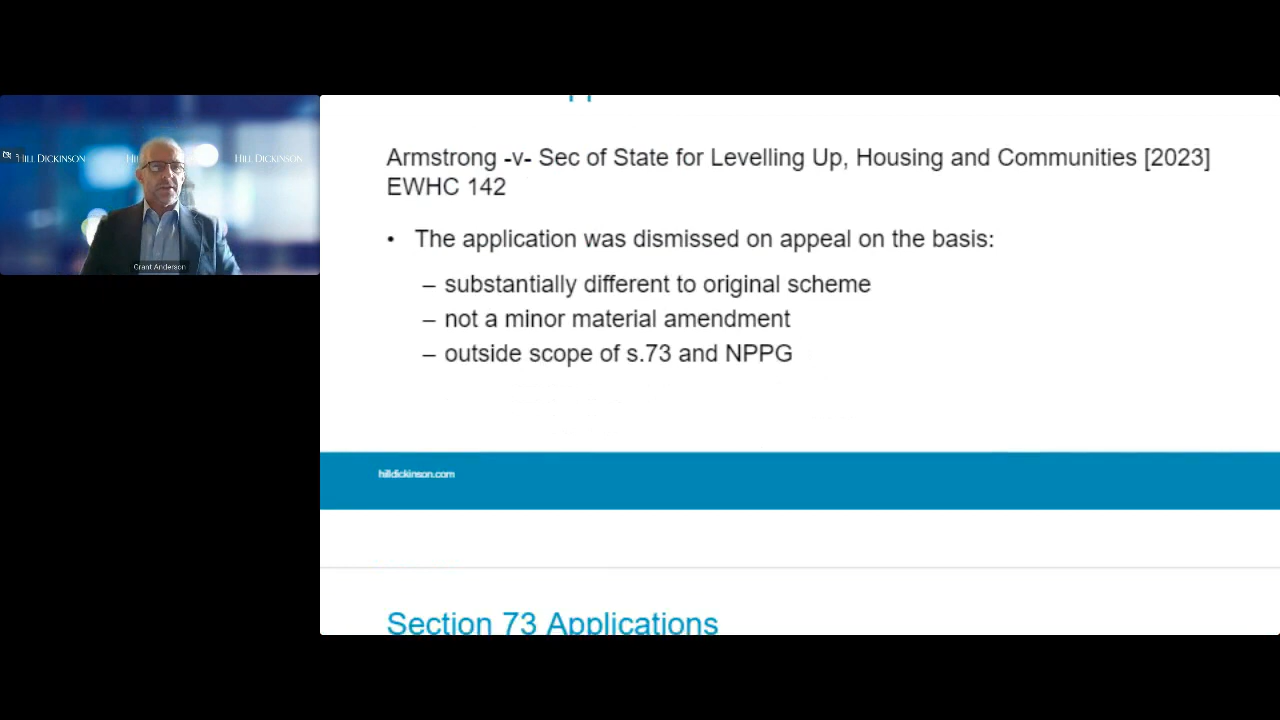 HILL DICKINSON
HILL DICKINSON
Grant Anderson
Armstrong -v- Sec of State for Levelling Up, Housing and Communities [2023]
EWHC 142
• The application was dismissed on appeal on the basis:
– substantially different to original scheme
– not a minor material amendment
– outside scope of s.73 and NPPG
hilldickinson.com
Section 73 Applications